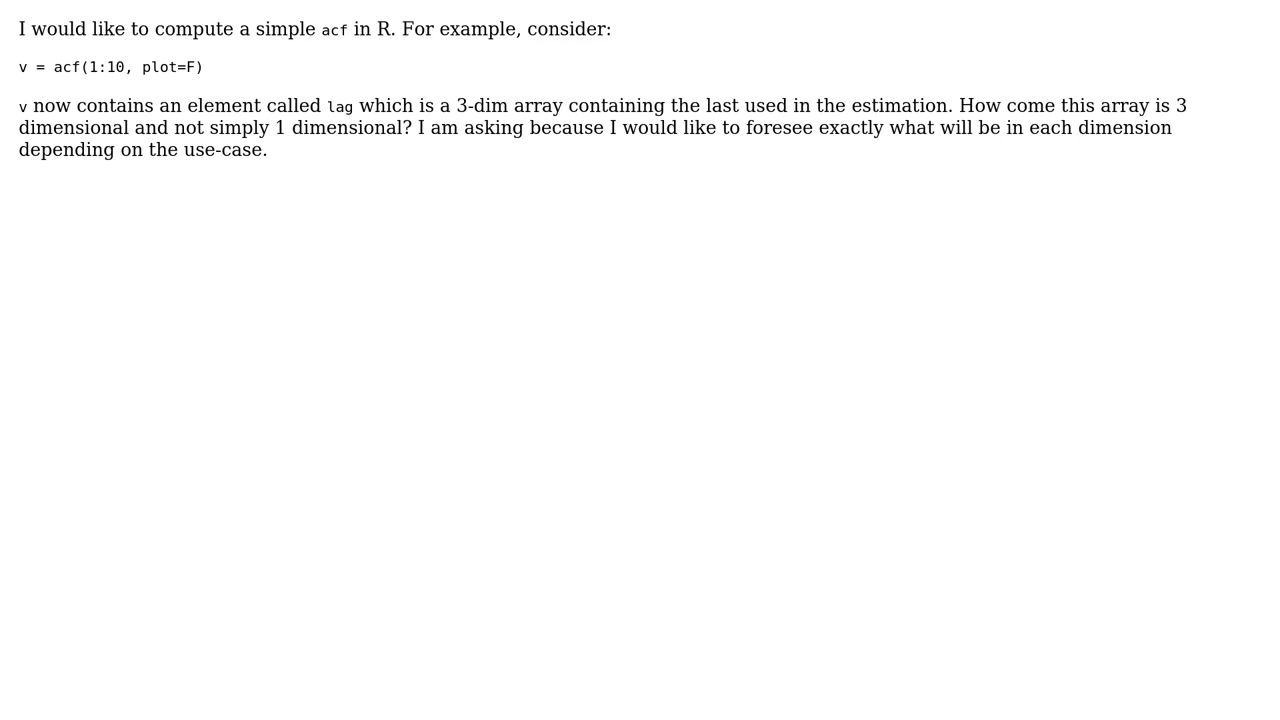 I would like to compute a simple acf in R. For example, consider:
v = acf(1:10, plot=F)
v now contains an element called lag which is a 3-dim array containing the last used in the estimation. How come this array is 3
dimensional and not simply 1 dimensional? I am asking because I would like to foresee exactly what will be in each dimension
depending on the use-case.